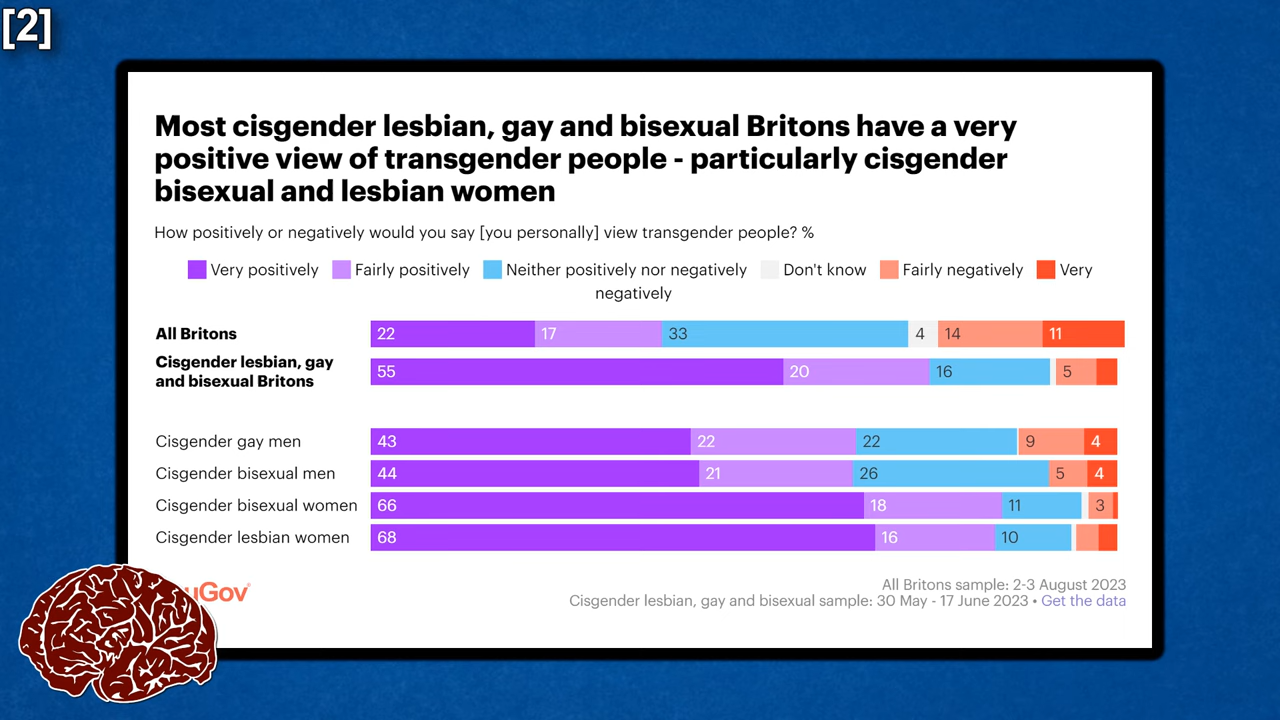 [2]
Most cisgender lesbian, gay and bisexual Britons have a very
positive view of transgender people - particularly cisgender
bisexual and lesbian women
How positively or negatively would you say [you personally] view transgender people? %
Very positively Fairly positively Neither positively nor negatively Don't know Fairly negatively Very
negatively
All Britons 22 17 33 4 14 11
Cisgender lesbian, gay
and bisexual Britons 55 20 16 5
Cisgender gay men 43 22 22 9 4
Cisgender bisexual men 44 21 26 5 4
Cisgender bisexual women 66 18 11 3
Cisgender lesbian women 68 16 10
All Britons sample: 2-3 August 2023
Cisgender lesbian, gay and bisexual sample: 30 May - 17 June 2023 • Get the data